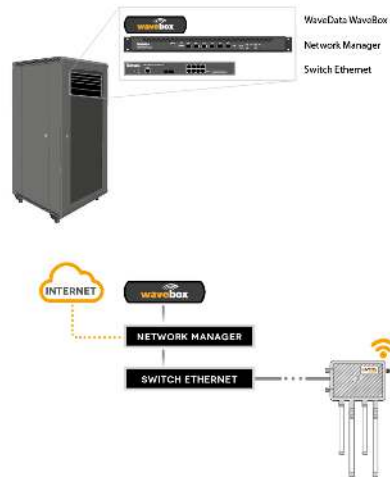 wavebox
WaveData WaveBox
Network Manager
Switch Ethernet
INTERNET
wavebox
NETWORK MANAGER
SWITCH ETHERNET